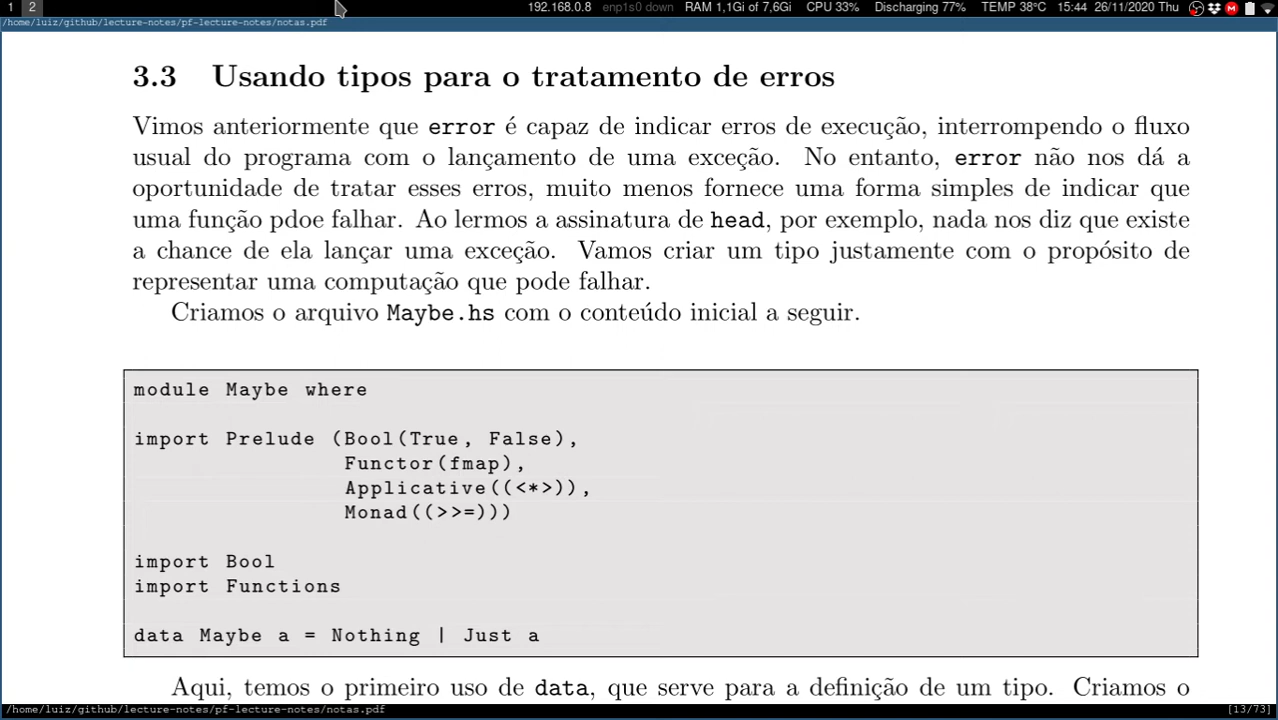 1 2 192.168.0.8 enp1s0 down RAM 1,1Gi of 7,6Gi CPU 33% Discharging 77% TEMP 38°C 15:44 26/11/2020 Thu
/home/luiz/github/lecture-notes/pf-lecture-notes/notas.pdf
3.3 Usando tipos para o tratamento de erros
Vimos anteriormente que error é capaz de indicar erros de execução, interrompendo o fluxo
usual do programa com o lançamento de uma exceção. No entanto, error não nos dá a
oportunidade de tratar esses erros, muito menos fornece uma forma simples de indicar que
uma função pdoe falhar. Ao lermos a assinatura de head, por exemplo, nada nos diz que existe
a chance de ela lançar uma exceção. Vamos criar um tipo justamente com o propósito de
representar uma computação que pode falhar.
Criamos o arquivo Maybe.hs com o conteúdo inicial a seguir.
module Maybe where
import Prelude (Bool(True, False),
Functor(fmap),
Applicative((<*>)),
Monad((>>=)))
import Bool
import Functions
data Maybe a = Nothing | Just a
Aqui, temos o primeiro uso de data, que serve para a definição de um tipo. Criamos o
/home/luiz/github/lecture-notes/pf-lecture-notes/notas.pdf [13/73]